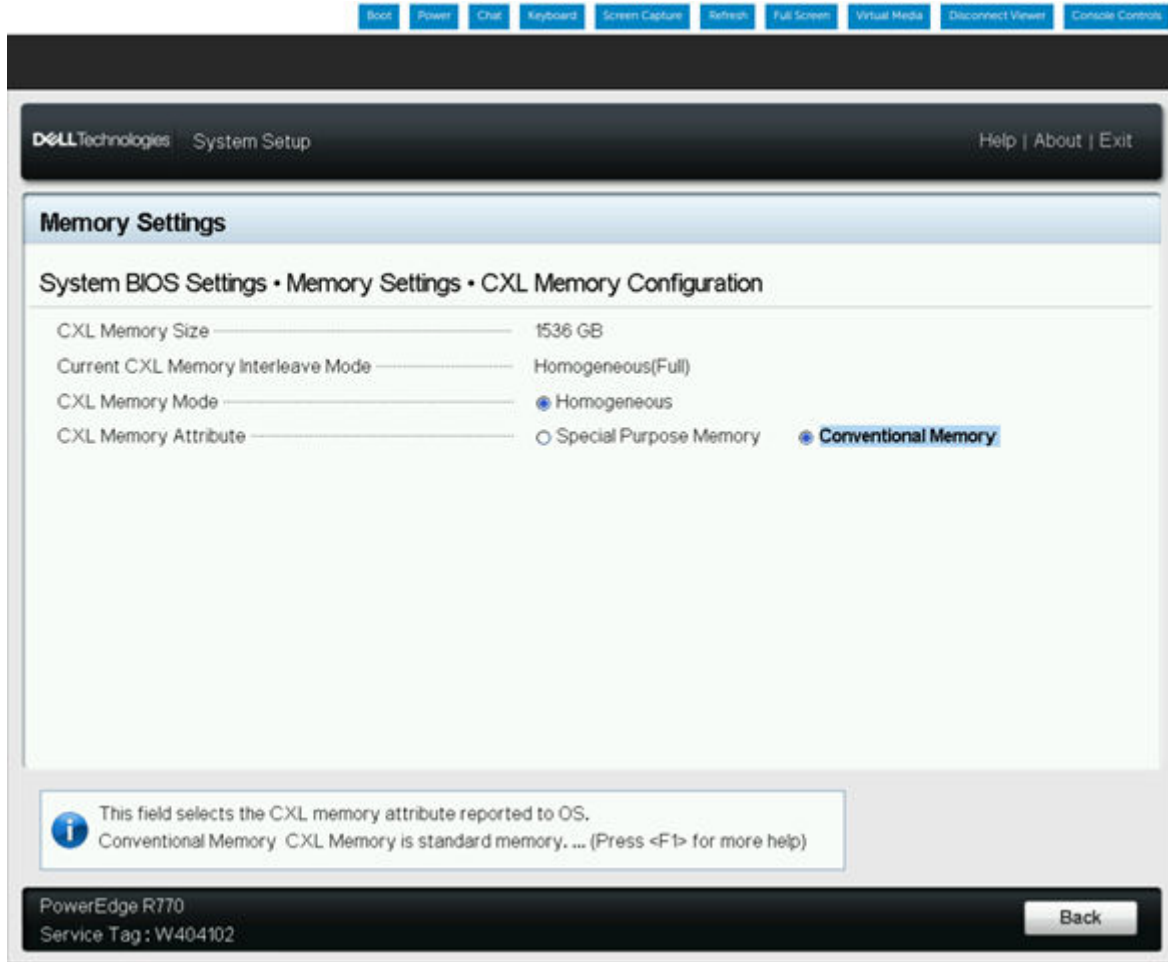 Boot Power Chat Keyboard Screen Capture Refresh Full Screen Virtual Media Disconnect Viewer Console Controls
DELL Technologies System Setup Help | About | Exit
Memory Settings
System BIOS Settings • Memory Settings • CXL Memory Configuration
CXL Memory Size 1536 GB
Current CXL Memory Interleave Mode Homogeneous(Full)
CXL Memory Mode Homogeneous
CXL Memory Attribute Special Purpose Memory Conventional Memory
This field selects the CXL memory attribute reported to OS.
Conventional Memory CXL Memory is standard memory. ... (Press <F1> for more help)
PowerEdge R770
Service Tag : W404102
Back